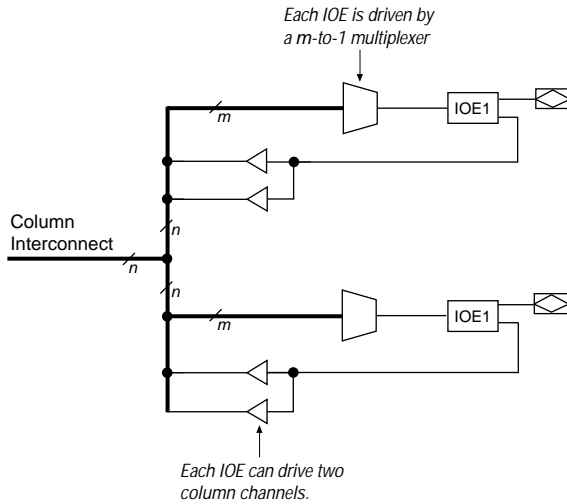 Each IOE is driven by
a m-to-1 multiplexer
m
IOE1
n
Column
Interconnect
n
n
m
IOE1
Each IOE can drive two
column channels.